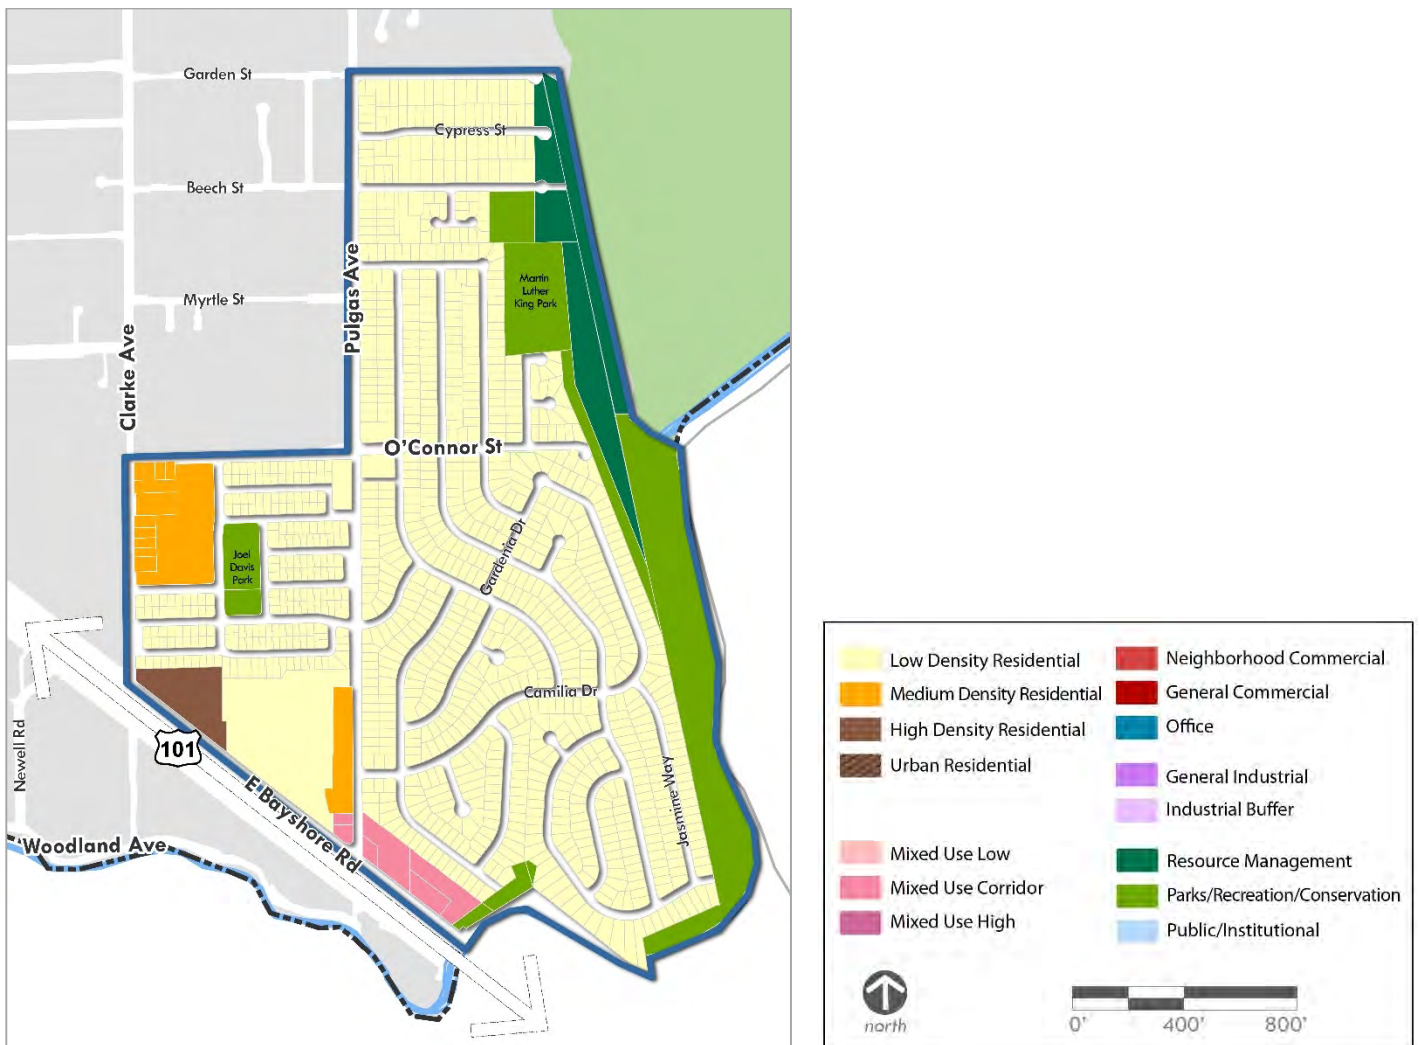 Garden St
Cypress St
Beech St
Pulgas Ave
Martin
Luther
King Park
Myrtle St
Clarke Ave
O'Connor St
Joel
Davis
Park
Gardenia Dr
Camilia Dr
Newell Rd
101
E Bayshore Rd
Jasmine Way
Woodland Ave
Low Density Residential
Medium Density Residential
High Density Residential
Urban Residential
Mixed Use Low
Mixed Use Corridor
Mixed Use High
Neighborhood Commercial
General Commercial
Office
General Industrial
Industrial Buffer
Resource Management
Parks/Recreation/Conservation
Public/Institutional
north
0' 400' 800'